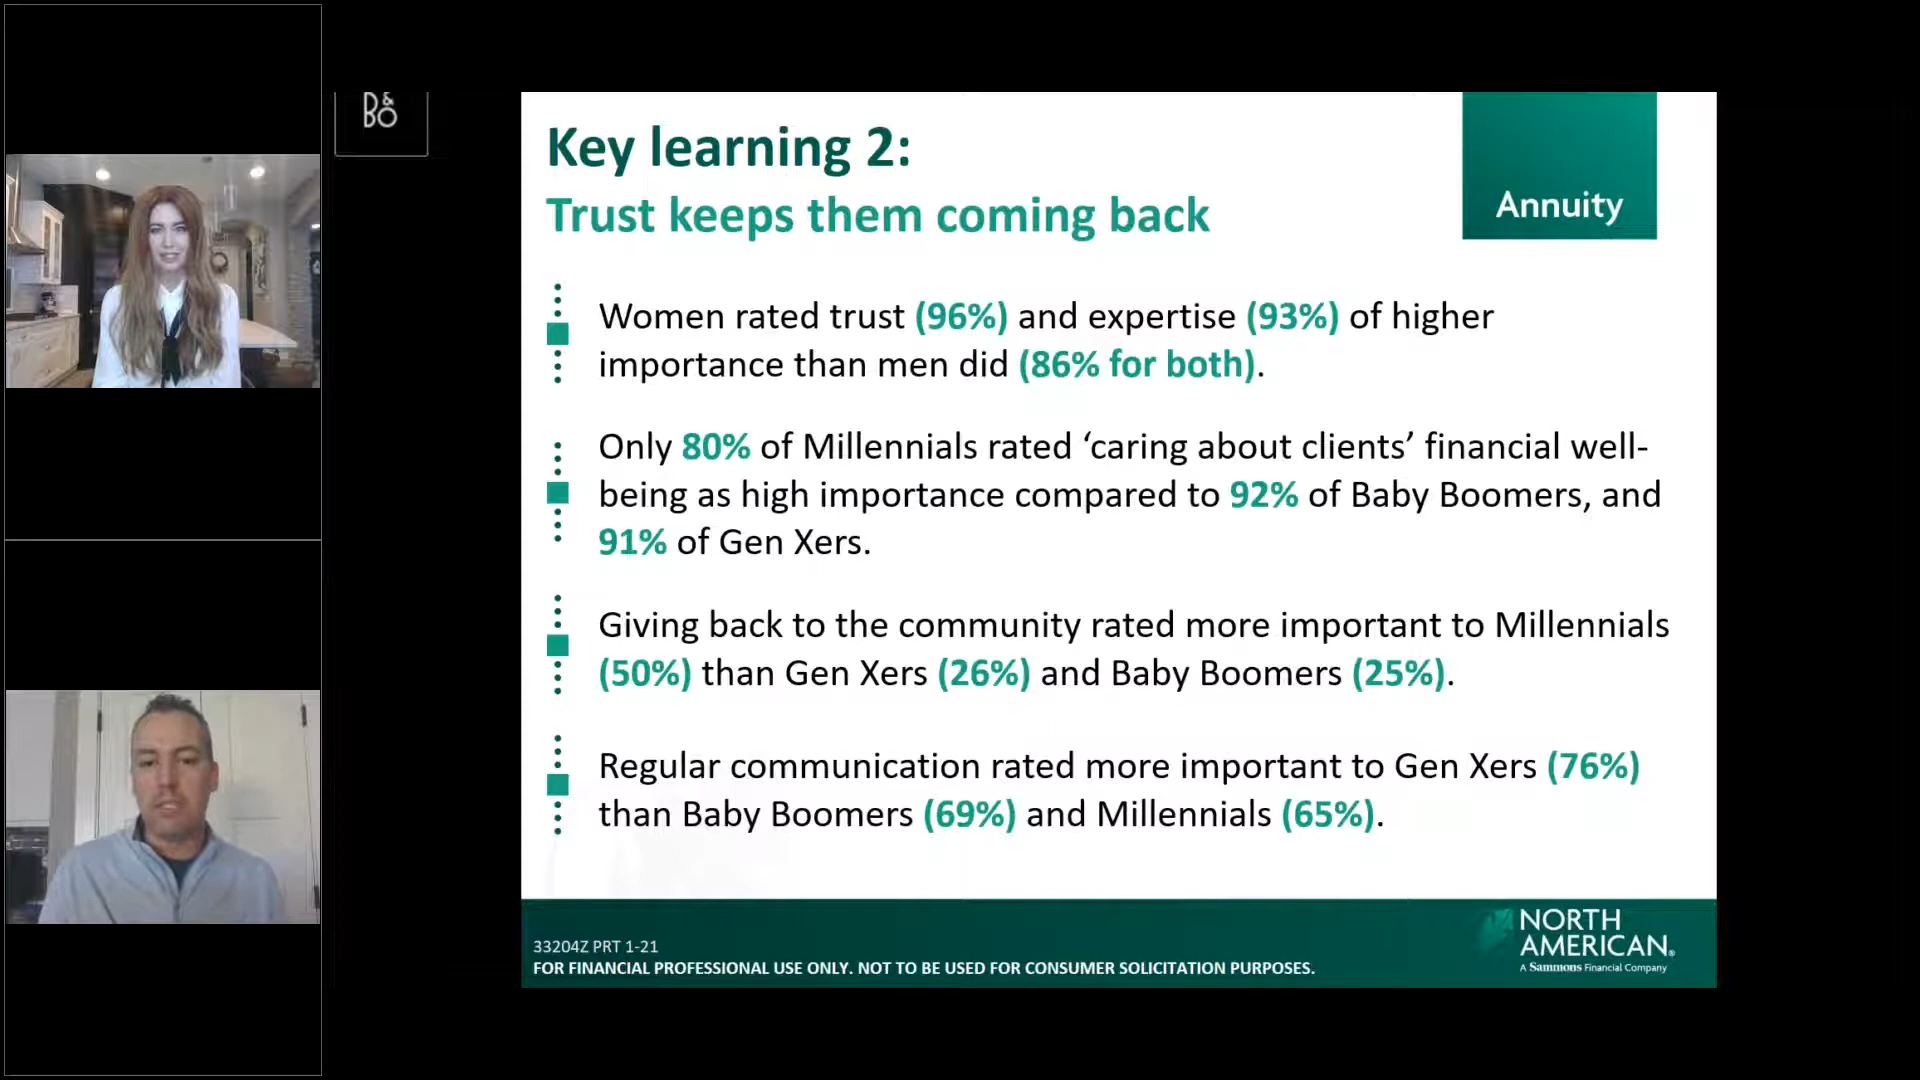 B&O
Key learning 2:
Trust keeps them coming back
Annuity
Women rated trust (96%) and expertise (93%) of higher
importance than men did (86% for both).
Only 80% of Millennials rated ‘caring about clients’ financial well-
being as high importance compared to 92% of Baby Boomers, and
91% of Gen Xers.
Giving back to the community rated more important to Millennials
(50%) than Gen Xers (26%) and Baby Boomers (25%).
Regular communication rated more important to Gen Xers (76%)
than Baby Boomers (69%) and Millennials (65%).
33204Z PRT 1-21
FOR FINANCIAL PROFESSIONAL USE ONLY. NOT TO BE USED FOR CONSUMER SOLICITATION PURPOSES.
NORTH
AMERICAN®
A Sammons Financial Company